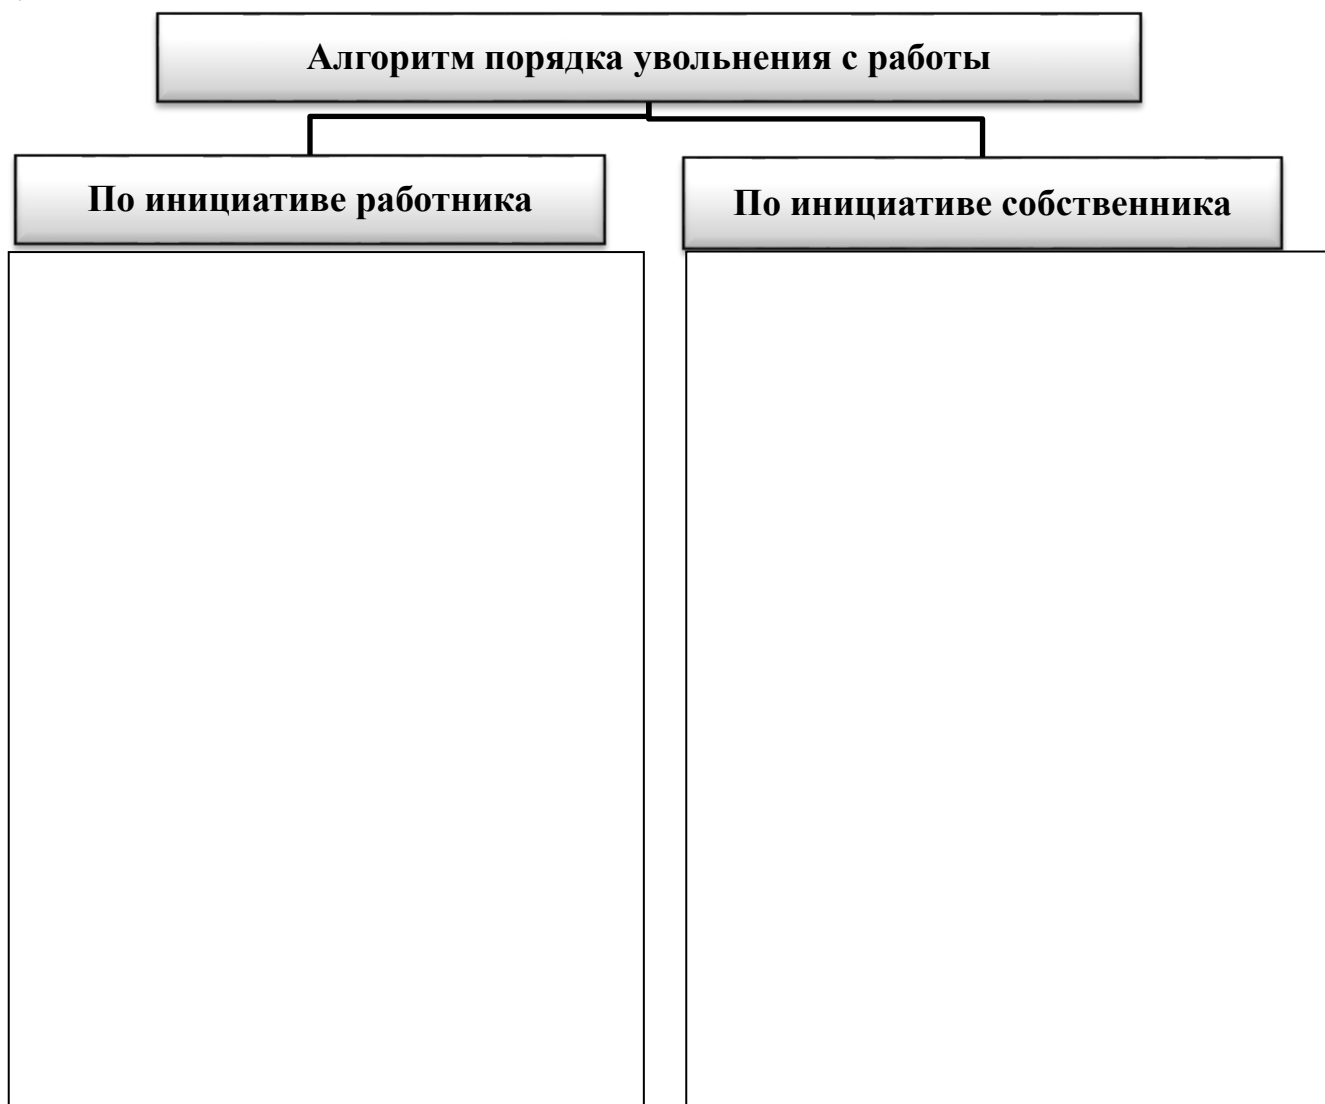 Алгоритм порядка увольнения с работы
По инициативе работника
По инициативе собственника